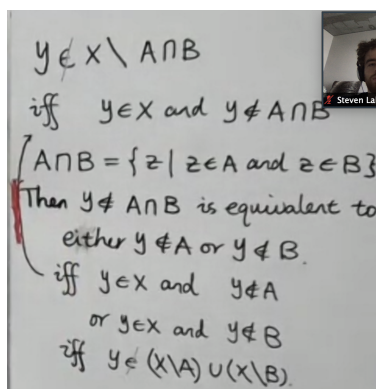 y ∈ X \ A∩B
iff y∈X and y∉A∩B
Steven La
A∩B = {z | z∈A and z∈B}
Then y∉A∩B is equivalent to
either y∉A or y∉B.
iff y∈X and y∉A
or y∈X and y∉B
iff y∈(X\A)∪(X\B).